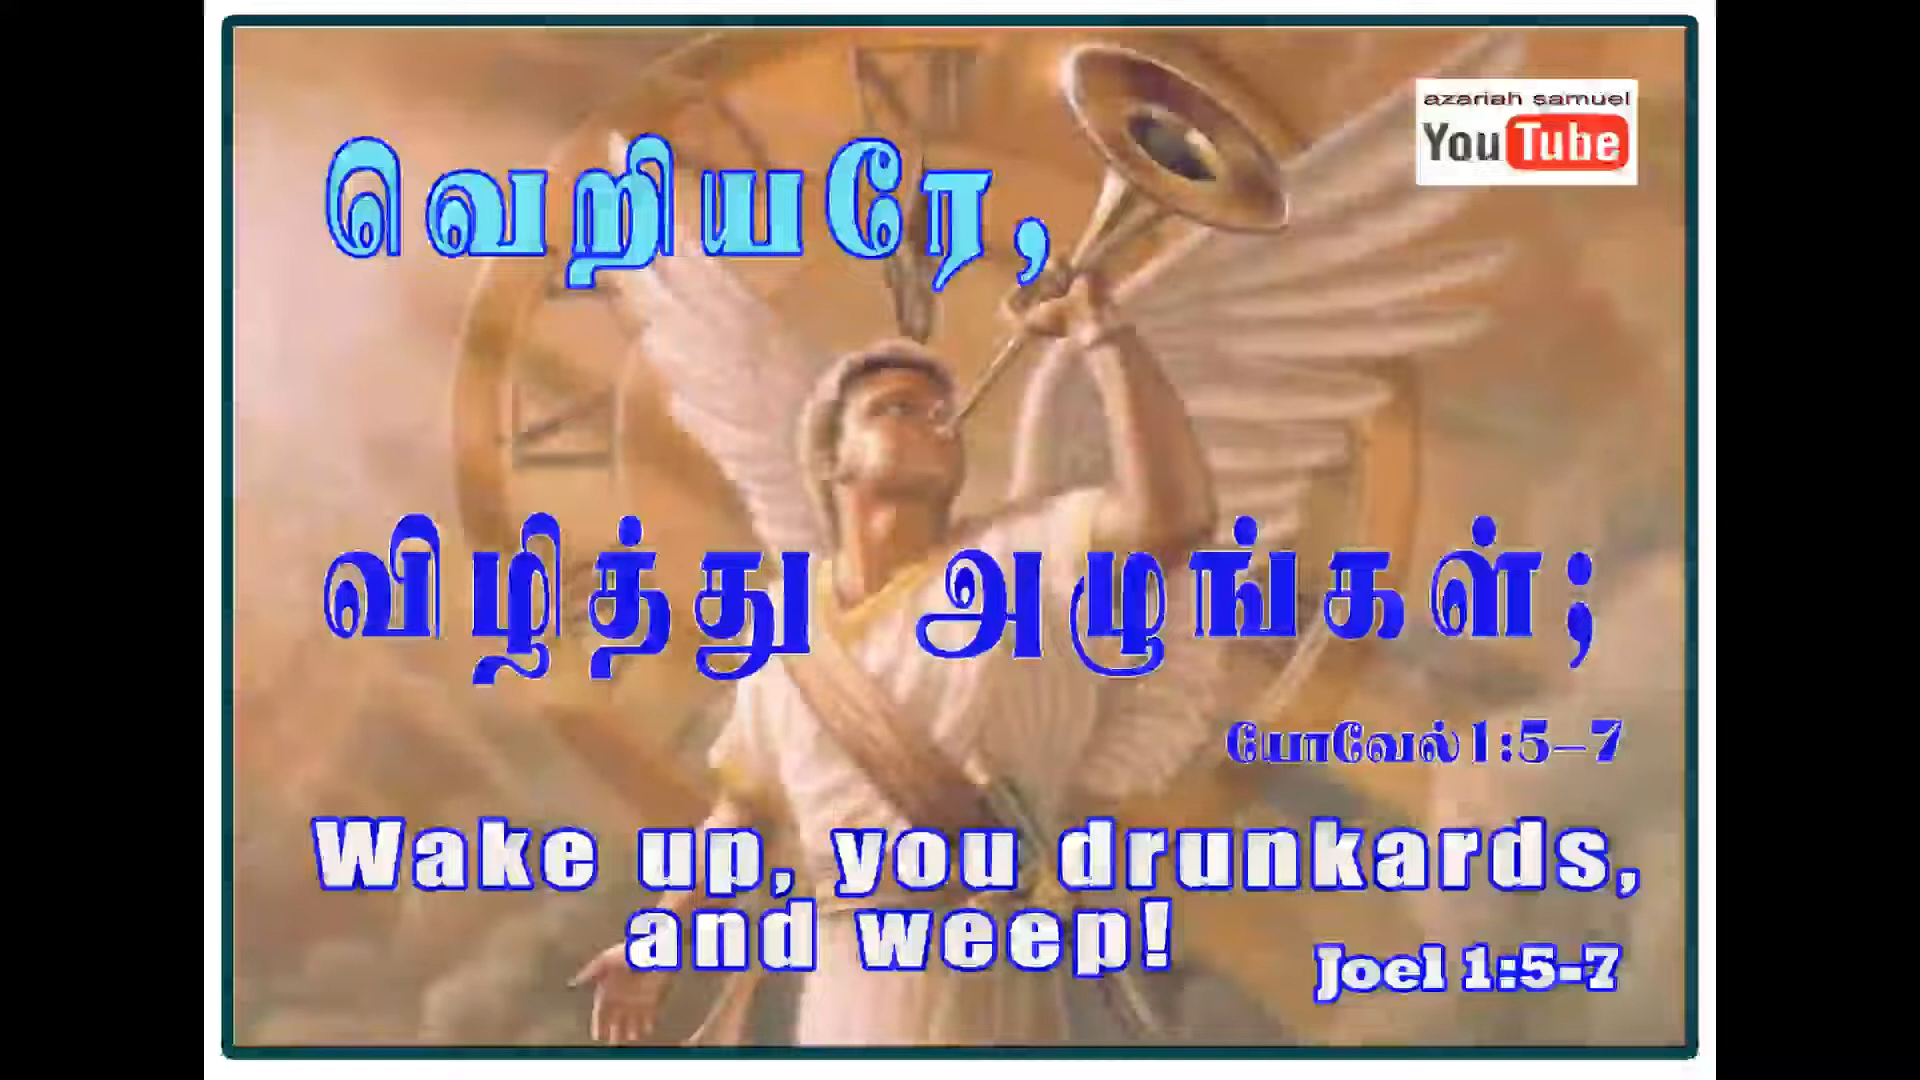 azariah samuel
YouTube
வெறியரே,
விழித்து அழுங்கள்;
யோவேல்1:5-7
Wake up, you drunkards,
and weep!
Joel 1:5-7